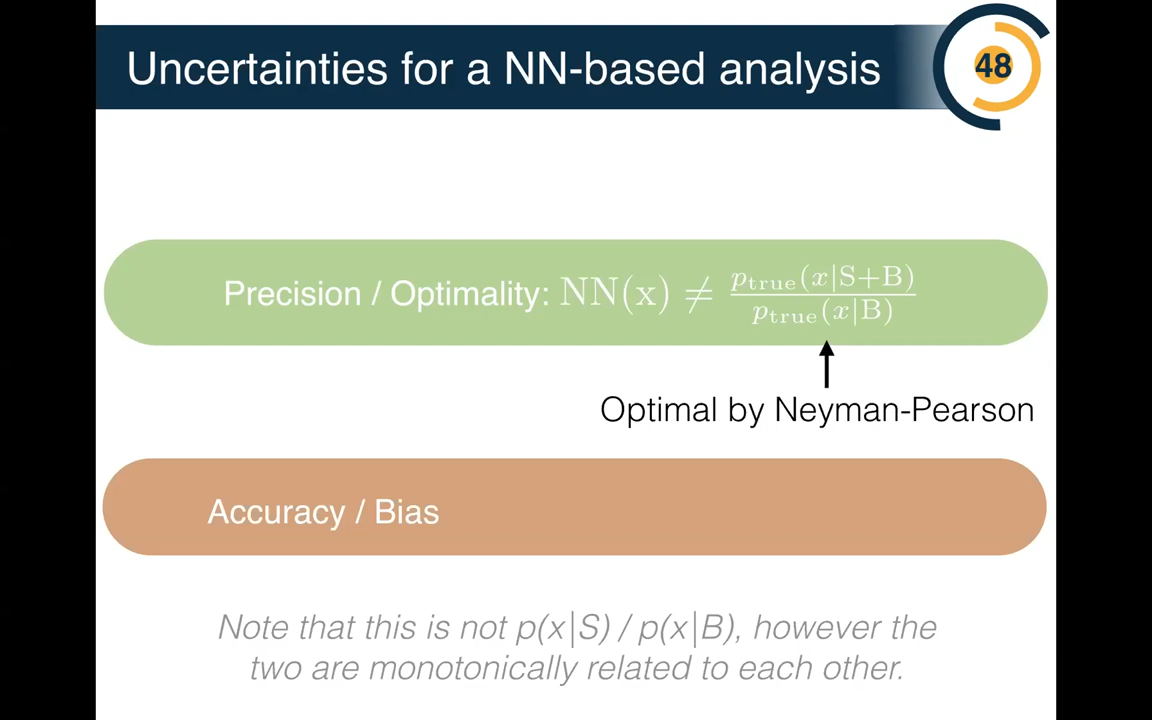 Uncertainties for a NN-based analysis
48
Precision / Optimality: NN(x) ≠ p_true(x|S+B) / p_true(x|B)
Optimal by Neyman-Pearson
Accuracy / Bias
Note that this is not p(x|S) / p(x|B), however the
two are monotonically related to each other.